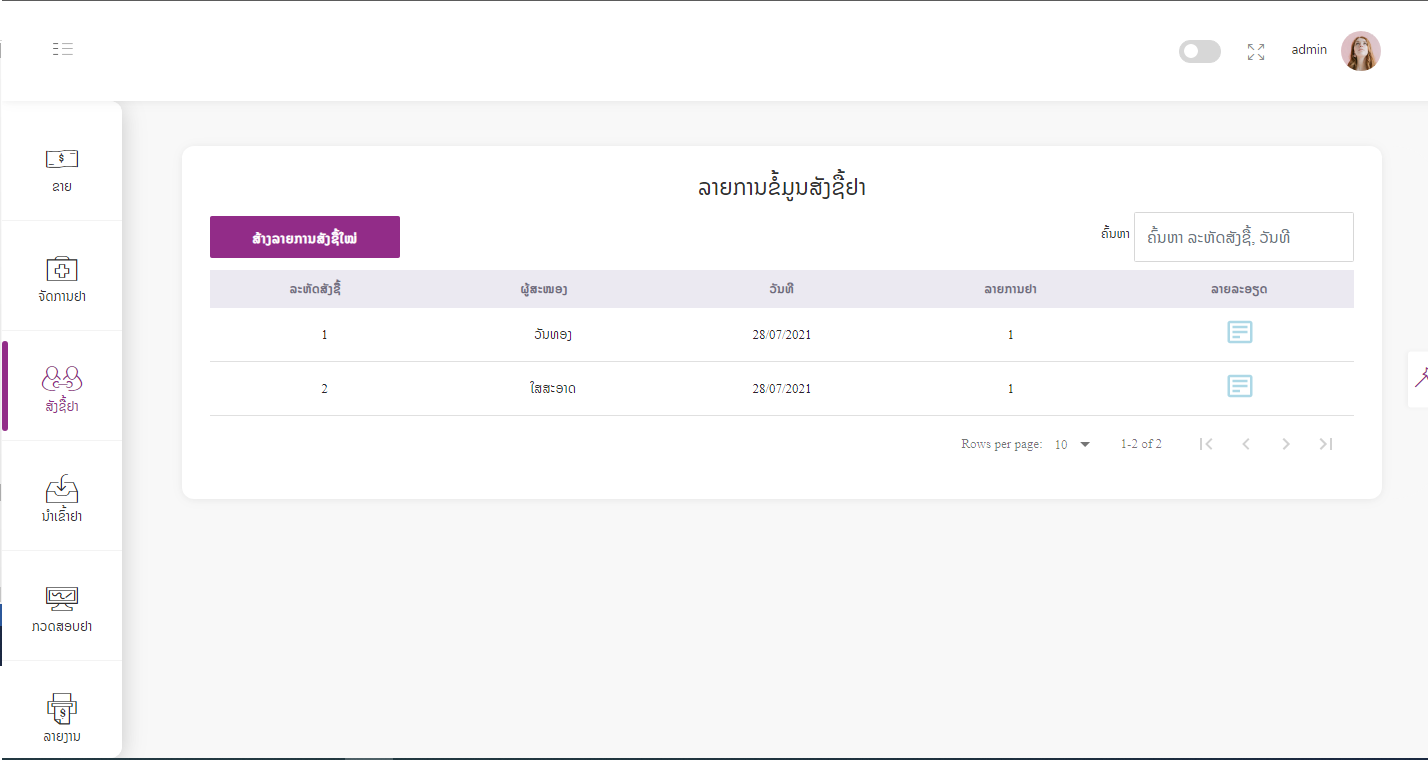 admin
ຂາຍ
ຈັດການຢາ
ສັ່ງຊື້ຢາ
ນຳເຂົ້າຢາ
ກວດສອບຢາ
ລາຍງານ
ລາຍການຂໍ້ມູນສັ່ງຊື້ຢາ
ສ້າງລາຍການສັ່ງຊື້ໃໝ່
ຄົ້ນຫາ ຄົ້ນຫາ ລະຫັດສັ່ງຊື້, ວັນທີ
ລະຫັດສັ່ງຊື້ ຜູ້ສະໜອງ ວັນທີ ລາຍການຢາ ລາຍລະອຽດ
1 ວັນທອງ 28/07/2021 1
2 ໃສສະອາດ 28/07/2021 1
Rows per page: 10 1-2 of 2